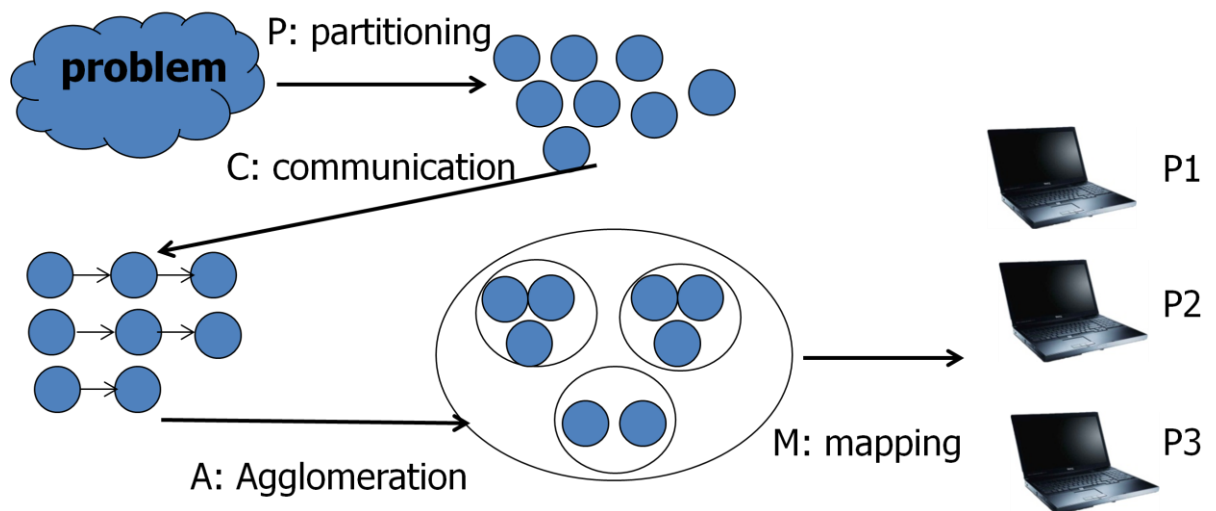 P: partitioning
problem
C: communication
P1
P2
M: mapping
P3
A: Agglomeration